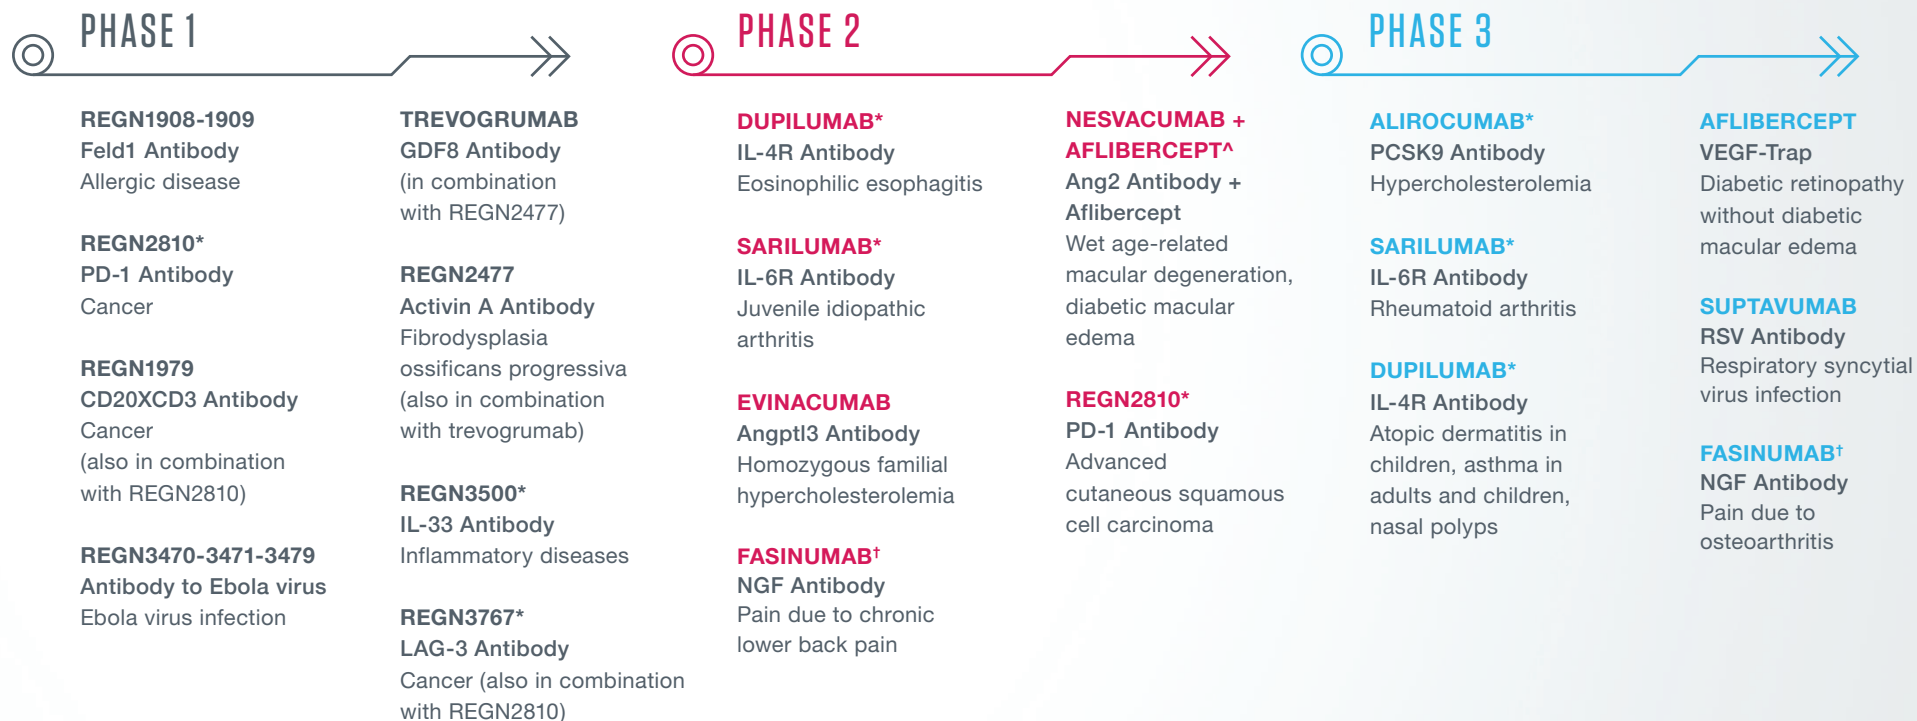 PHASE 1
REGN1908-1909
Feld1 Antibody
Allergic disease
REGN2810*
PD-1 Antibody
Cancer
REGN1979
CD20XCD3 Antibody
Cancer
(also in combination
with REGN2810)
REGN3470-3471-3479
Antibody to Ebola virus
Ebola virus infection
TREVOGRUMAB
GDF8 Antibody
(in combination
with REGN2477)
REGN2477
Activin A Antibody
Fibrodysplasia
ossificans progressiva
(also in combination
with trevogrumab)
REGN3500*
IL-33 Antibody
Inflammatory diseases
REGN3767*
LAG-3 Antibody
Cancer (also in combination
with REGN2810)
PHASE 2
DUPILUMAB*
IL-4R Antibody
Eosinophilic esophagitis
SARILUMAB*
IL-6R Antibody
Juvenile idiopathic
arthritis
EVINACUMAB
Angptl3 Antibody
Homozygous familial
hypercholesterolemia
FASINUMAB†
NGF Antibody
Pain due to chronic
lower back pain
NESVACUMAB +
AFLIBERCEPT^
Ang2 Antibody +
Aflibercept
Wet age-related
macular degeneration,
diabetic macular
edema
REGN2810*
PD-1 Antibody
Advanced
cutaneous squamous
cell carcinoma
PHASE 3
ALIROCUMAB*
PCSK9 Antibody
Hypercholesterolemia
SARILUMAB*
IL-6R Antibody
Rheumatoid arthritis
DUPILUMAB*
IL-4R Antibody
Atopic dermatitis in
children, asthma in
adults and children,
nasal polyps
AFLIBERCEPT
VEGF-Trap
Diabetic retinopathy
without diabetic
macular edema
SUPTAVUMAB
RSV Antibody
Respiratory syncytial
virus infection
FASINUMAB†
NGF Antibody
Pain due to
osteoarthritis